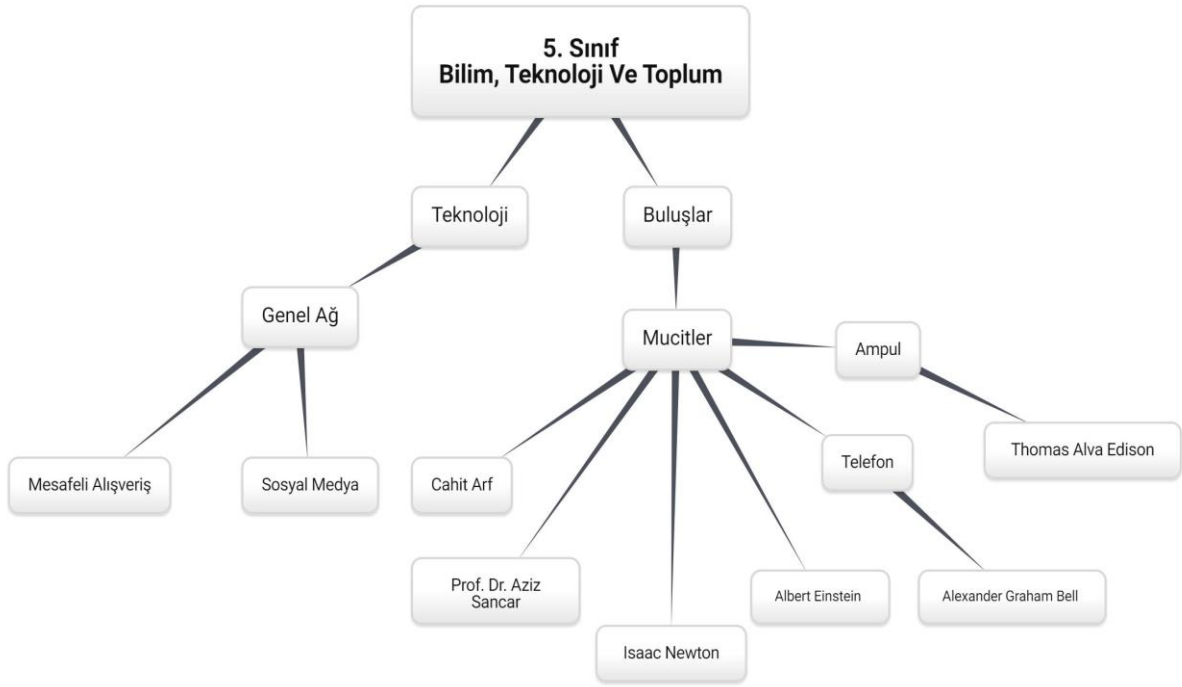 5. Sınıf
Bilim, Teknoloji Ve Toplum
Teknoloji
Buluşlar
Genel Ağ
Mucitler
Ampul
Mesafeli Alışveriş
Sosyal Medya
Cahit Arf
Telefon
Thomas Alva Edison
Prof. Dr. Aziz
Sancar
Isaac Newton
Albert Einstein
Alexander Graham Bell